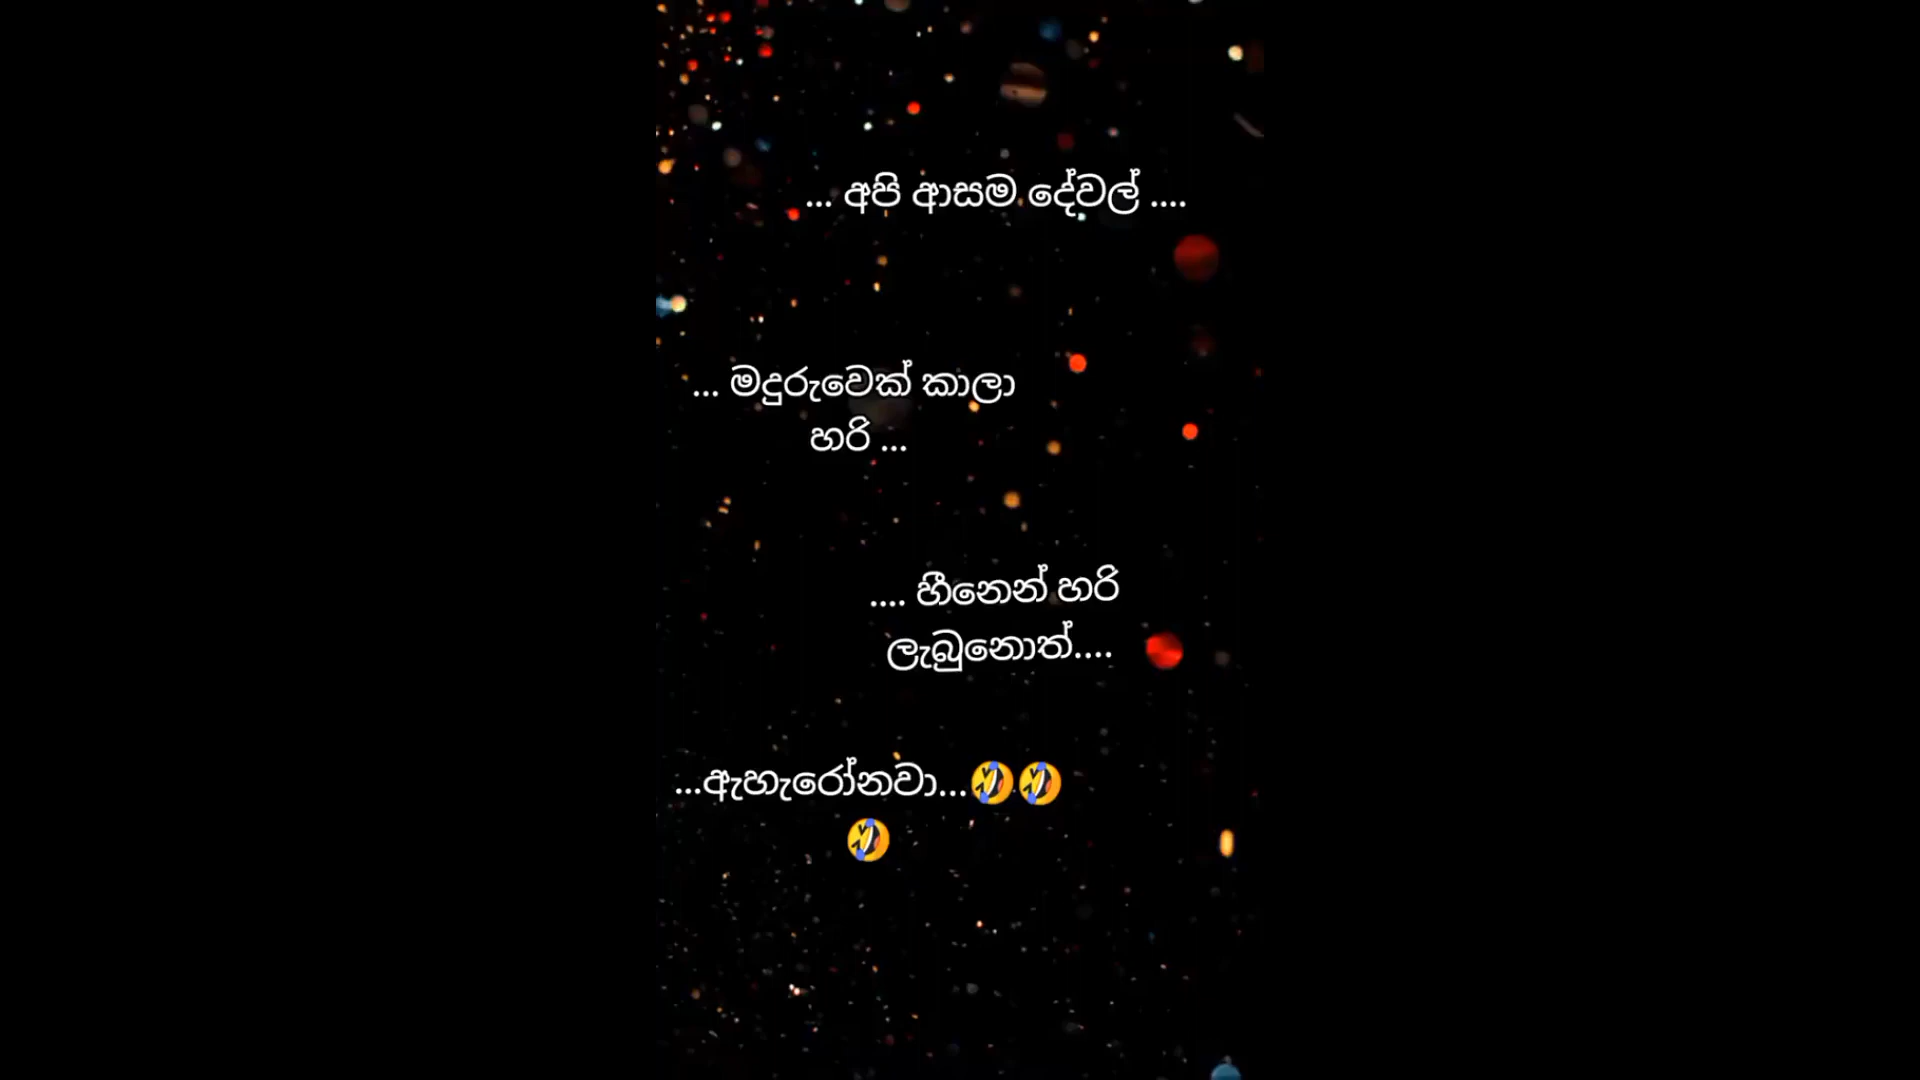 ... අපි ආසම දේවල් ....
... මදුරුවෙක් කාලා
හරි ...
.... හීනෙන් හරි
ලැබුනොත්....
...ඇහැරෝනවා...🤣🤣
🤣